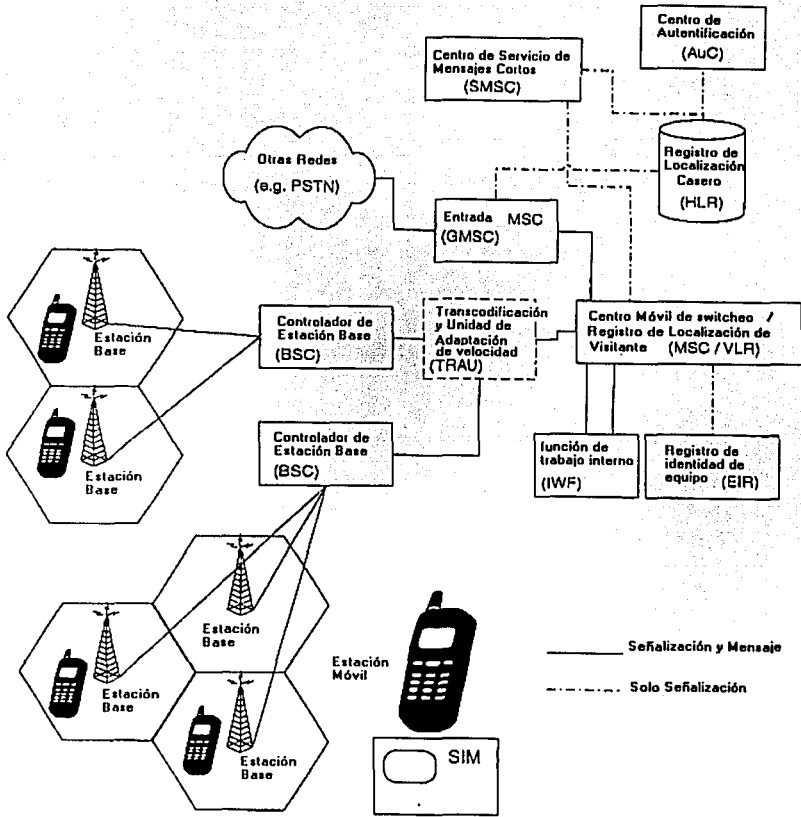 Centro de
Autentificación
(AuC)
Centro de Servicio de
Mensajes Cortos
(SMSC)
Registro de
Localización
Casero
(HLR)
Otras Redes
(e.g. PSTN)
Entrada MSC
(GMSC)
Estación
Base
Controlador de
Estación Base
(BSC)
Transcodificación
y Unidad de
Adaptación
de velocidad
(TRAU)
Centro Móvil de switcheo /
Registro de Localización de
Visitante (MSC / VLR)
Estación
Base
Controlador de
Estación Base
(BSC)
función de
trabajo interno
(IWF)
Registro de
identidad de
equipo (EIR)
Estación
Base
Estación
Base
Estación
Base
Estación
Móvil
SIM
Señalización y Mensaje
Solo Señalización